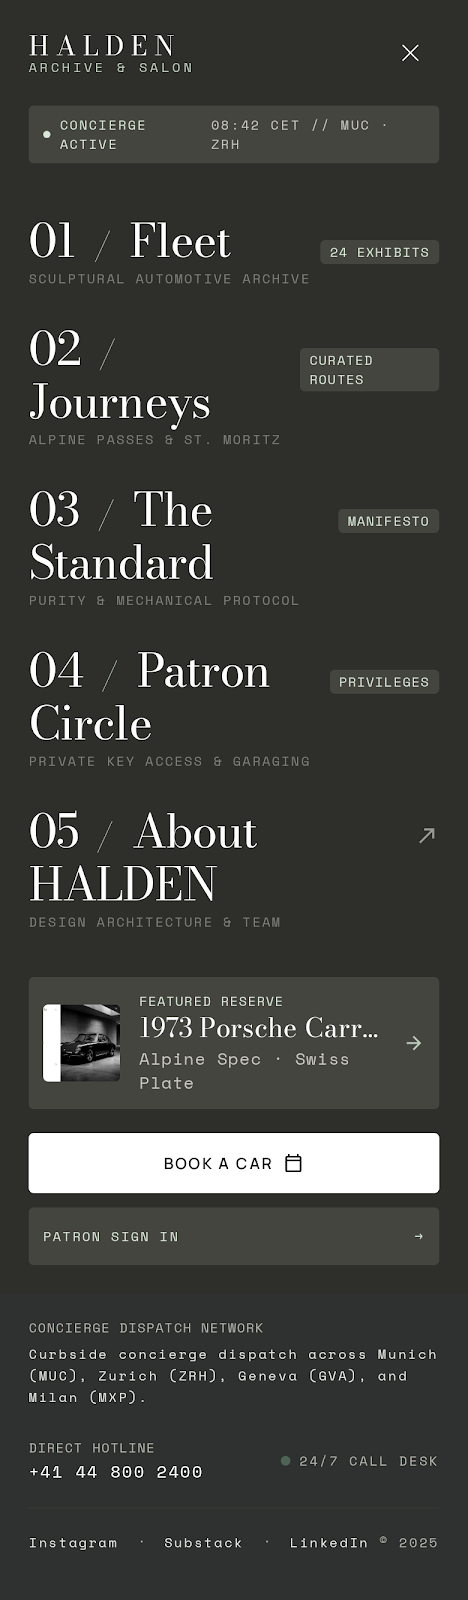 HALDEN
ARCHIVE & SALON
CONCIERGE
ACTIVE
08:42 CET // MUC ·
ZRH
01 / Fleet
24 EXHIBITS
SCULPTURAL AUTOMOTIVE ARCHIVE
02 /
Journeys
CURATED
ROUTES
ALPINE PASSES & ST. MORITZ
03 / The
Standard
MANIFESTO
PURITY & MECHANICAL PROTOCOL
04 / Patron
Circle
PRIVILEGES
PRIVATE KEY ACCESS & GARAGING
05 / About
HALDEN
DESIGN ARCHITECTURE & TEAM
FEATURED RESERVE
1973 Porsche Carr...
Alpine Spec · Swiss
Plate
BOOK A CAR
PATRON SIGN IN →
CONCIERGE DISPATCH NETWORK
Curbside concierge dispatch across Munich
(MUC), Zurich (ZRH), Geneva (GVA), and
Milan (MXP).
DIRECT HOTLINE
+41 44 800 2400
24/7 CALL DESK
Instagram · Substack · LinkedIn © 2025